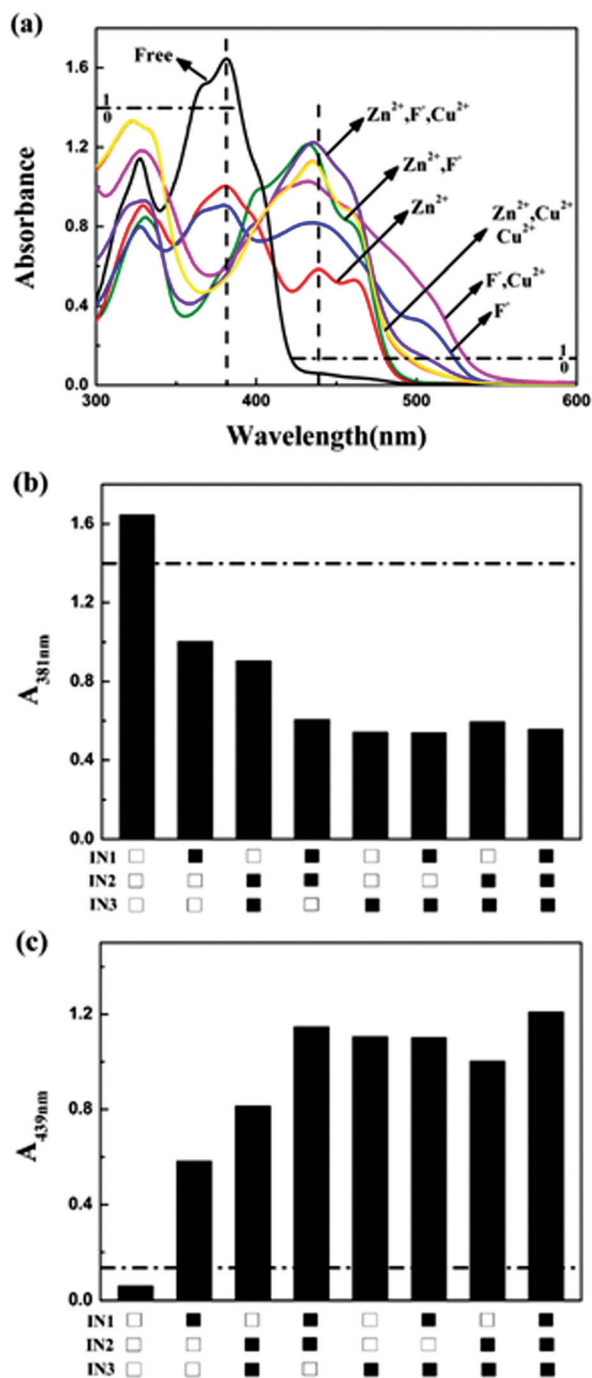 (a)
Free
Zn²⁺,F⁻,Cu²⁺
Zn²⁺,F⁻
Zn²⁺
Zn²⁺,Cu²⁺
Cu²⁺
F⁻,Cu²⁺
F⁻
1
0
1
0
Absorbance
1.6
1.2
0.8
0.4
0.0
300
400
500
600
Wavelength(nm)
(b)
A381nm
1.6
1.2
0.8
0.4
0.0
IN1
IN2
IN3
(c)
A439nm
1.2
0.8
0.4
0.0
IN1
IN2
IN3